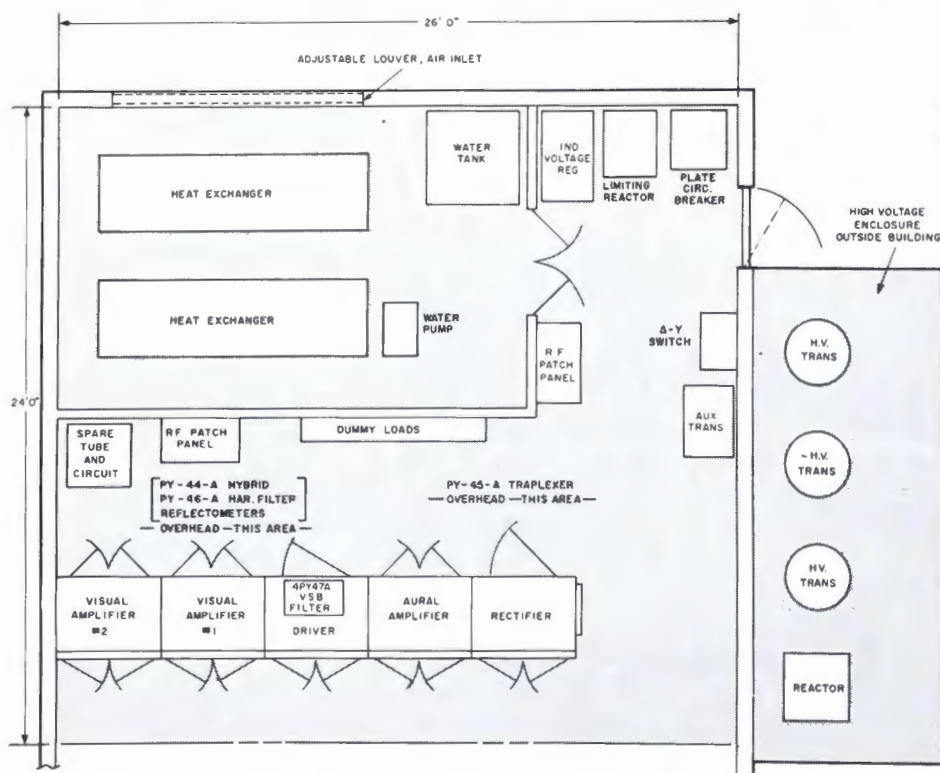 26' 0"
ADJUSTABLE LOUVER, AIR INLET
WATER
TANK
IND
VOLTAGE
REG
LIMITING
REACTOR
PLATE
CIRC.
BREAKER
HEAT EXCHANGER
HIGH VOLTAGE
ENCLOSURE
OUTSIDE BUILDING
HEAT EXCHANGER
WATER
PUMP
Δ-Y
SWITCH
H.V.
TRANS
RF
PATCH
PANEL
24'0"
AUX
TRANS
SPARE
TUBE
AND
CIRCUIT
RF PATCH
PANEL
DUMMY LOADS
H.V.
TRANS
PY-44-A HYBRID
PY-46-A HAR. FILTER
REFLECTOMETERS
OVERHEAD — THIS AREA
PY-45-A TRAPLEXER
OVERHEAD — THIS AREA
H.V.
TRANS
VISUAL
AMPLIFIER
#2
VISUAL
AMPLIFIER
#1
4PY47A
VSB
FILTER
DRIVER
AURAL
AMPLIFIER
RECTIFIER
REACTOR